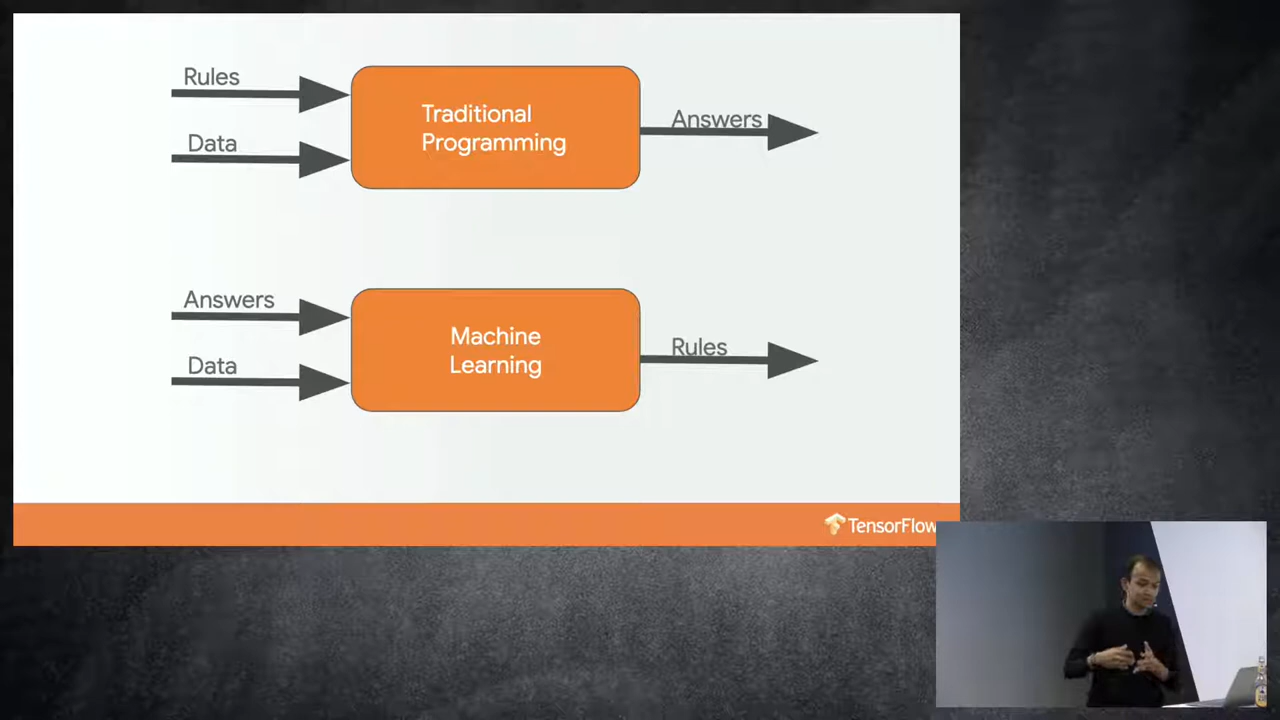 Rules
Data
Traditional
Programming
Answers
Answers
Data
Machine
Learning
Rules
TensorFlow